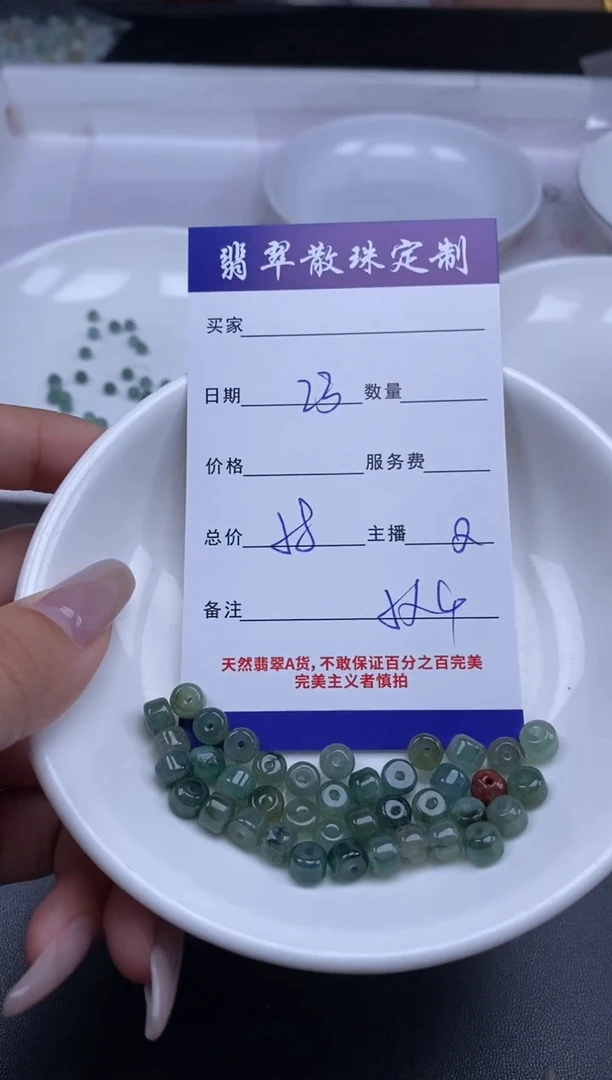 翡翠散珠定制
买家
日期 23 数量
价格 服务费
总价 主播
备注
天然翡翠A货,不敢保证百分之百完美
完美主义者慎拍